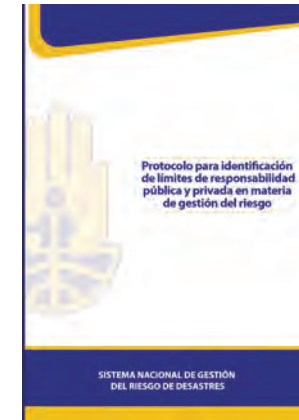 Protocolo para identificación
de límites de responsabilidad
pública y privada en materia
de gestión del riesgo
SISTEMA NACIONAL DE GESTIÓN
DEL RIESGO DE DESASTRES